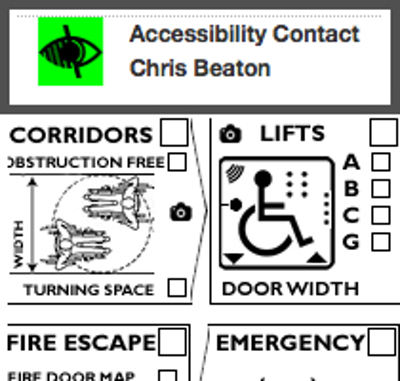 Accessibility Contact
Chris Beaton
CORRIDORS
OBSTRUCTION FREE
WIDTH
TURNING SPACE
LIFTS
A
B
C
G
DOOR WIDTH
FIRE ESCAPE
FIRE DOOR MAP
EMERGENCY